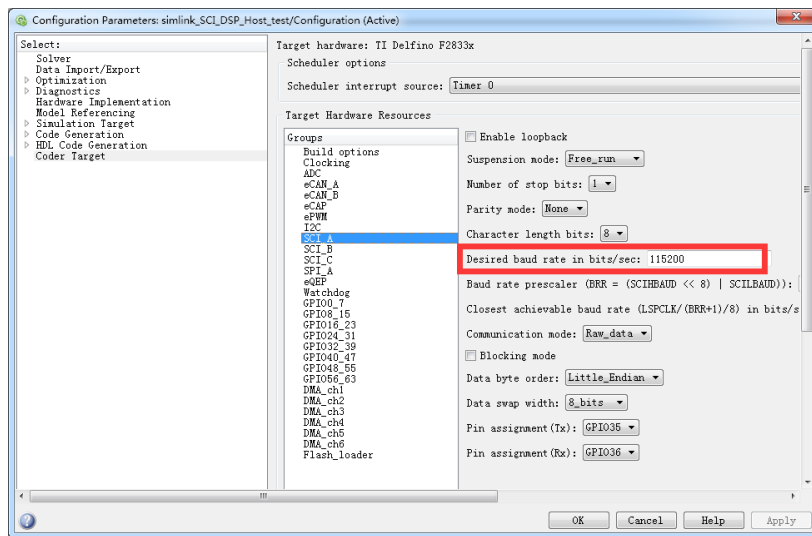 Configuration Parameters: simlink_SCI_DSP_Host_test/Configuration (Active)
Select:
Solver
Data Import/Export
Optimization
Diagnostics
Hardware Implementation
Model Referencing
Simulation Target
Code Generation
HDL Code Generation
Coder Target
Target hardware: TI Delfino F2833x
Scheduler options
Scheduler interrupt source: Timer 0
Target Hardware Resources
Groups
Build options
Clocking
ADC
eCAN_A
eCAN_B
eCAP
ePWM
I2C
SCI_A
SCI_B
SCI_C
SPI_A
eQEP
Watchdog
GPIO0_7
GPIO8_15
GPIO16_23
GPIO24_31
GPIO32_39
GPIO40_47
GPIO48_55
GPIO56_63
DMA_ch1
DMA_ch2
DMA_ch3
DMA_ch4
DMA_ch5
DMA_ch6
Flash_loader
Enable loopback
Suspension mode: Free_run
Number of stop bits: 1
Parity mode: None
Character length bits: 8
Desired baud rate in bits/sec: 115200
Baud rate prescaler (BRR = (SCIHBAUD << 8) | SCILBAUD)):
Closest achievable baud rate (LSPCLK/(BRR+1)/8) in bits/s
Communication mode: Raw_data
Blocking mode
Data byte order: Little_Endian
Data swap width: 8_bits
Pin assignment(Tx): GPIO35
Pin assignment(Rx): GPIO36
OK
Cancel
Help
Apply